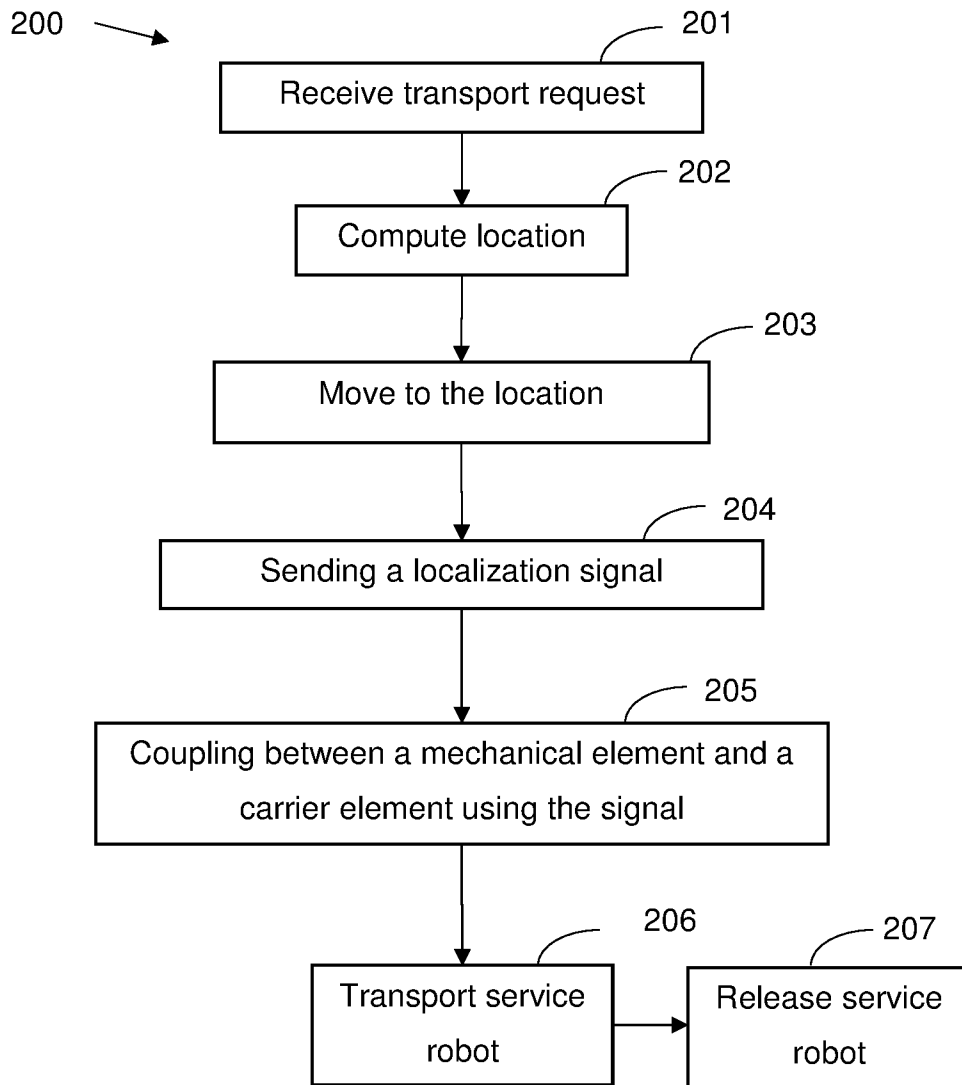 200
201
Receive transport request
202
Compute location
203
Move to the location
204
Sending a localization signal
205
Coupling between a mechanical element and a
carrier element using the signal
206
Transport service
robot
207
Release service
robot